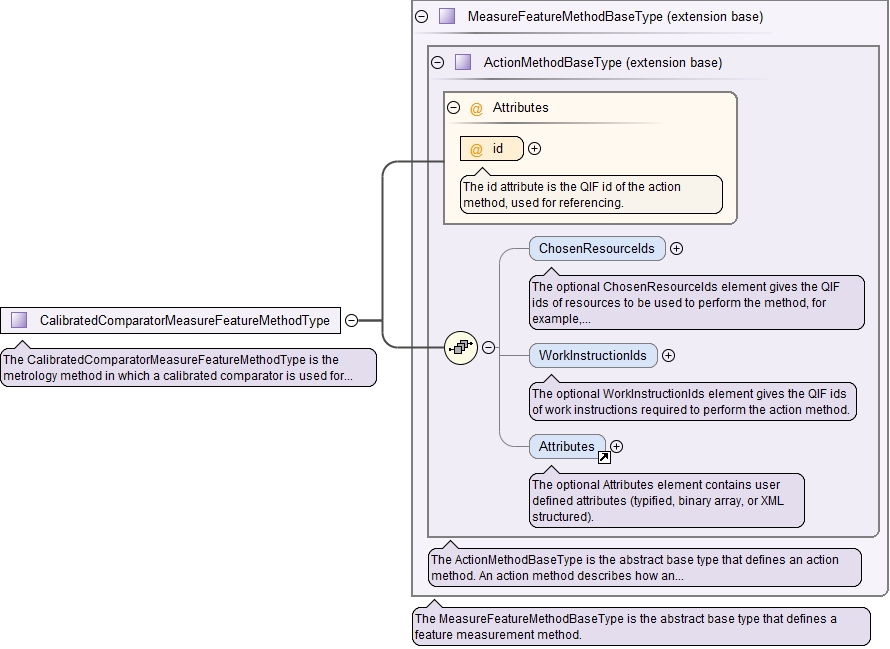 MeasureFeatureMethodBaseType (extension base)
ActionMethodBaseType (extension base)
@ Attributes
@ id
The id attribute is the QIF id of the action
method, used for referencing.
ChosenResourceIds
The optional ChosenResourceIds element gives the QIF
ids of resources to be used to perform the method, for
example,...
CalibratedComparatorMeasureFeatureMethodType
The CalibratedComparatorMeasureFeatureMethodType is the
metrology method in which a calibrated comparator is used for...
WorkInstructionIds
The optional WorkInstructionIds element gives the QIF ids
of work instructions required to perform the action method.
Attributes
The optional Attributes element contains user
defined attributes (typified, binary array, or XML
structured).
The ActionMethodBaseType is the abstract base type that defines an action
method. An action method describes how an...
The MeasureFeatureMethodBaseType is the abstract base type that defines a
feature measurement method.